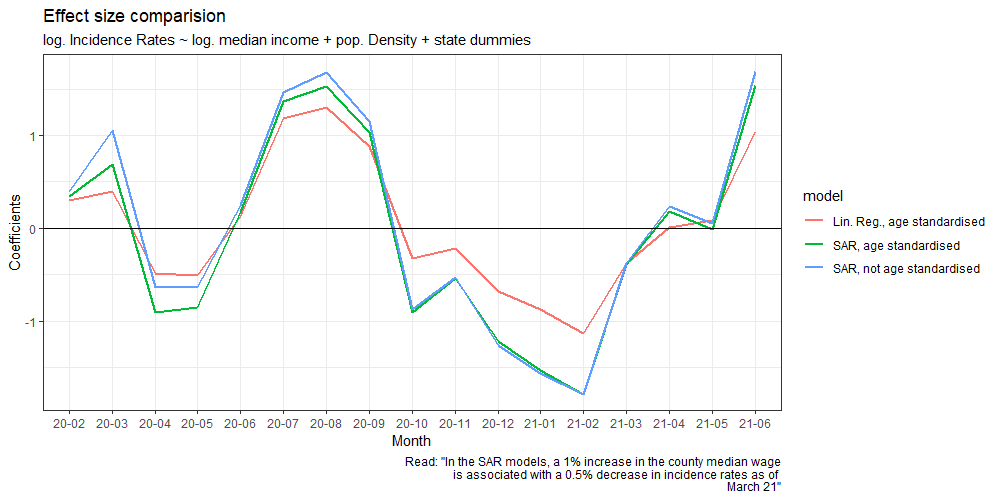 Effect size comparision
log. Incidence Rates ~ log. median income + pop. Density + state dummies
Coefficients
1
0
-1
20-02 20-03 20-04 20-05 20-06 20-07 20-08 20-09 20-10 20-11 20-12 21-01 21-02 21-03 21-04 21-05 21-06
Month
model
Lin. Reg., age standardised
SAR, age standardised
SAR, not age standardised
Read: "In the SAR models, a 1% increase in the county median wage
is associated with a 0.5% decrease in incidence rates as of
March 21"